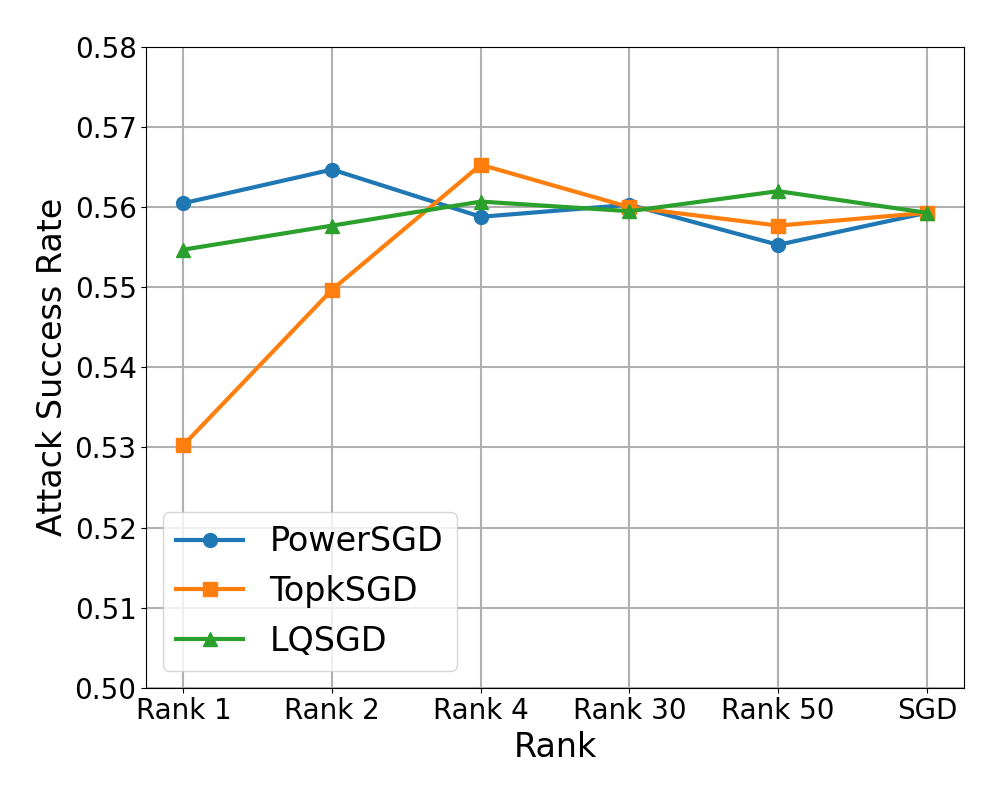 0.58
0.57
0.56
0.55
0.54
0.53
0.52
0.51
0.50
Attack Success Rate
PowerSGD
TopkSGD
LQSGD
Rank 1 Rank 2 Rank 4 Rank 30 Rank 50 SGD
Rank